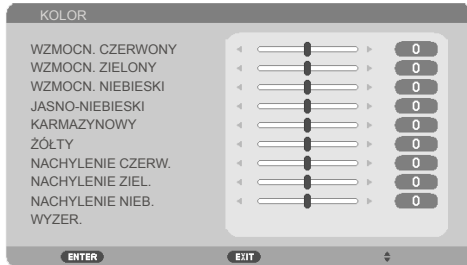 KOLOR
WZMOCN. CZERWONY 0
WZMOCN. ZIELONY 0
WZMOCN. NIEBIESKI 0
JASNO-NIEBIESKI 0
KARMAZYNOWY 0
ŻÓŁTY 0
NACHYLENIE CZERW. 0
NACHYLENIE ZIEL. 0
NACHYLENIE NIEB. 0
WYZER.
ENTER EXIT